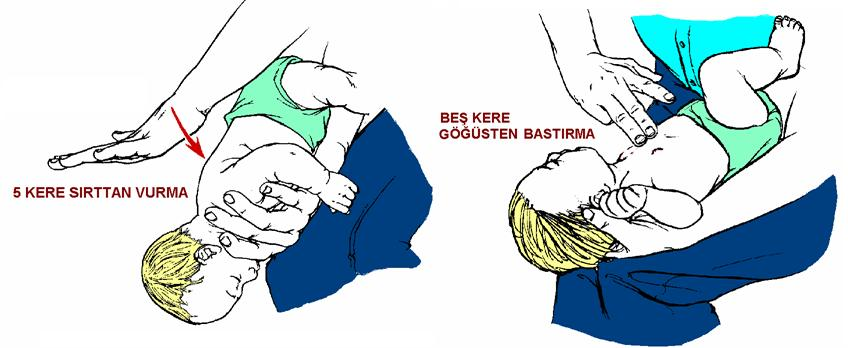 5 KERE SIRTTAN VURMA
BEŞ KERE
GÖĞÜSTEN BASTIRMA